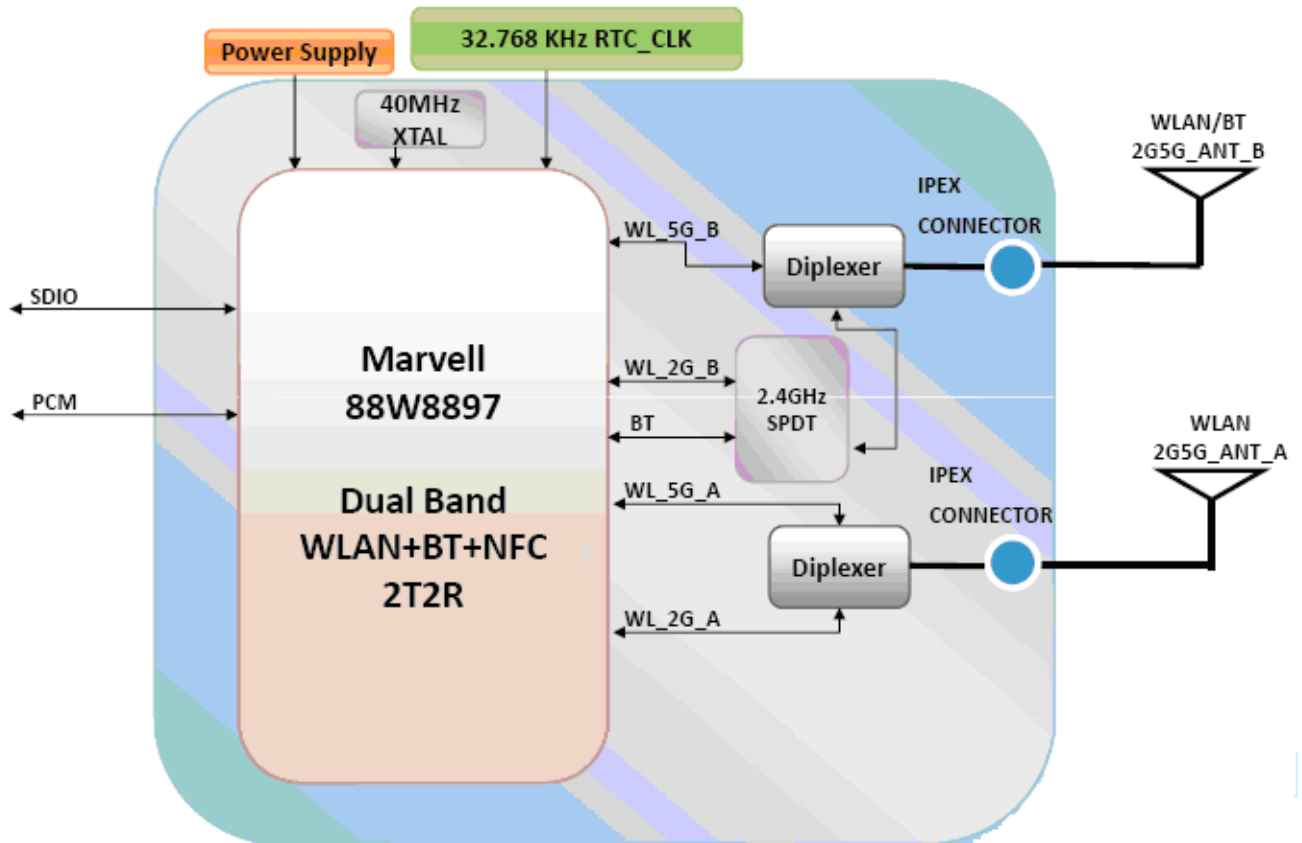 32.768 KHz RTC_CLK
Power Supply
40MHz
XTAL
WLAN/BT
2G5G_ANT_B
IPEX
CONNECTOR
WL_5G_B
Diplexer
SDIO
Marvell
88W8897
WL_2G_B
2.4GHz
SPDT
PCM
BT
WLAN
2G5G_ANT_A
IPEX
CONNECTOR
WL_5G_A
Dual Band
WLAN+BT+NFC
2T2R
Diplexer
WL_2G_A